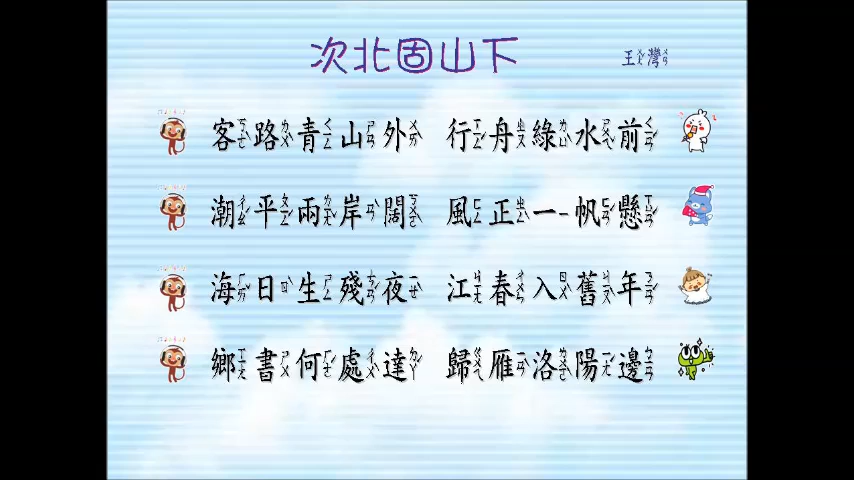 次北固山下 王灣
客路青山外 行舟綠水前
潮平兩岸闊 風正一帆懸
海日生殘夜 江春入舊年
鄉書何處達 歸雁洛陽邊